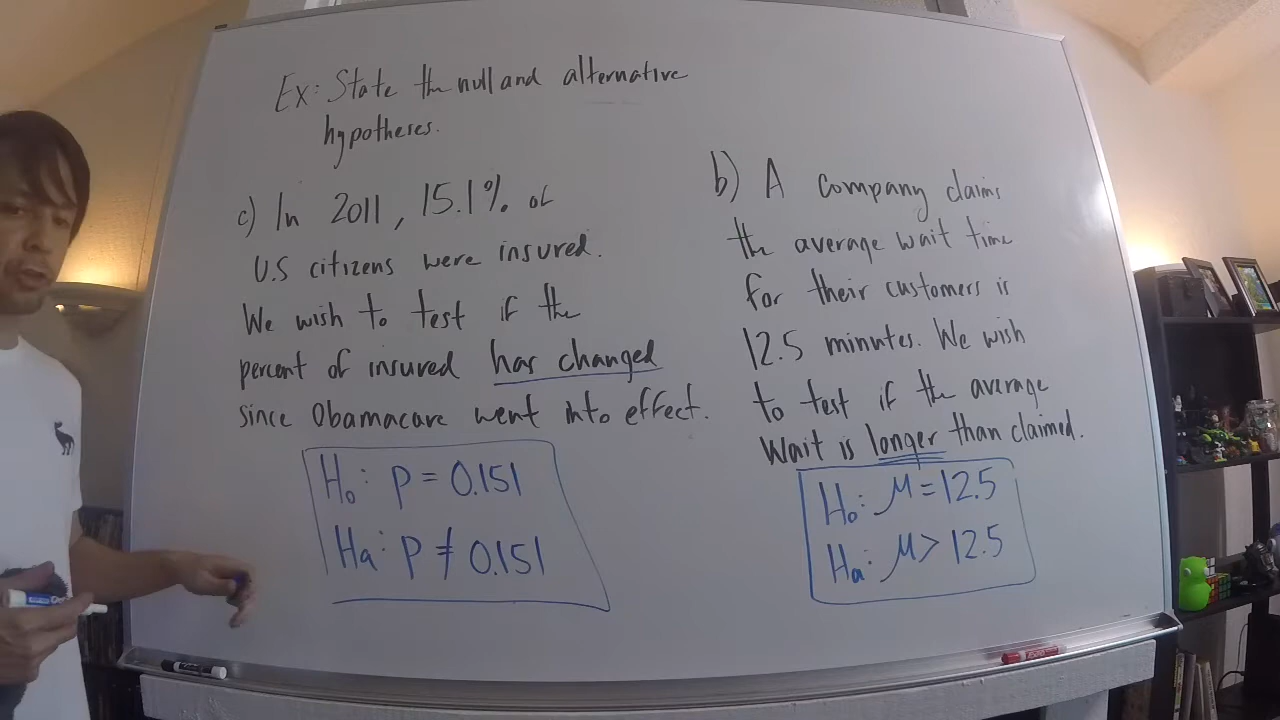 Ex: State the null and alternative
hypotheses.
c) In 2011, 15.1% of
U.S citizens were insured.
We wish to test if the
percent of insured has changed
since Obamacare went into effect.
H₀: p = 0.151
Ha: p ≠ 0.151
b) A company claims
the average wait time
for their customers is
12.5 minutes. We wish
to test if the average
Wait is longer than claimed.
H₀: μ = 12.5
Ha: μ > 12.5